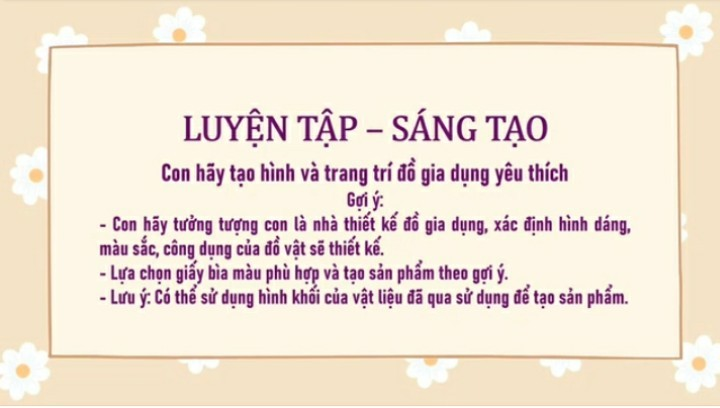 LUYỆN TẬP – SÁNG TẠO
Con hãy tạo hình và trang trí đồ gia dụng yêu thích
Gợi ý:
- Con hãy tưởng tượng con là nhà thiết kế đồ gia dụng, xác định hình dáng,
màu sắc, công dụng của đồ vật sẽ thiết kế.
- Lựa chọn giấy bìa màu phù hợp và tạo sản phẩm theo gợi ý.
- Lưu ý: Có thể sử dụng hình khối của vật liệu đã qua sử dụng để tạo sản phẩm.